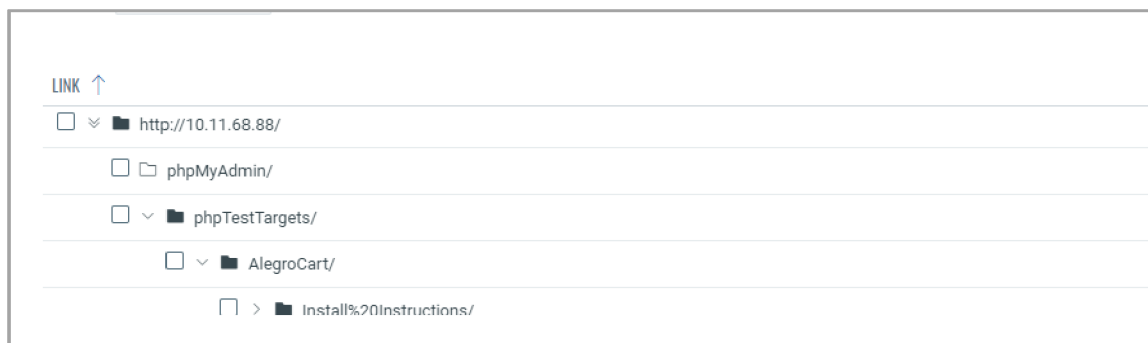 LINK
http://10.11.68.88/
phpMyAdmin/
phpTestTargets/
AlegroCart/
Install%20Instructions/